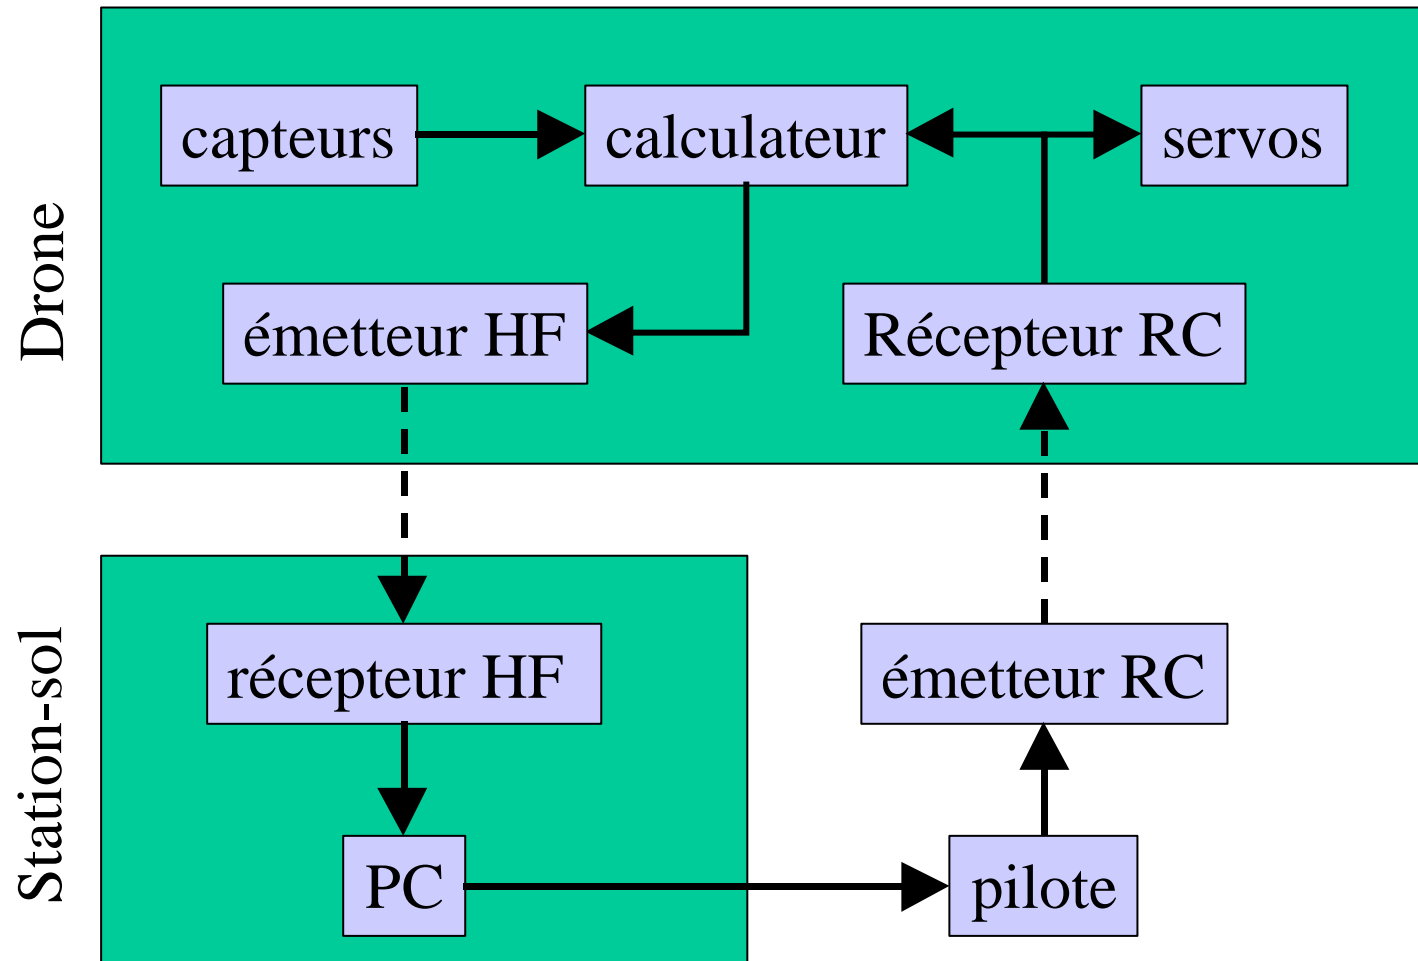 Drone
capteurs
calculateur
servos
émetteur HF
Récepteur RC
Station-sol
récepteur HF
émetteur RC
PC
pilote